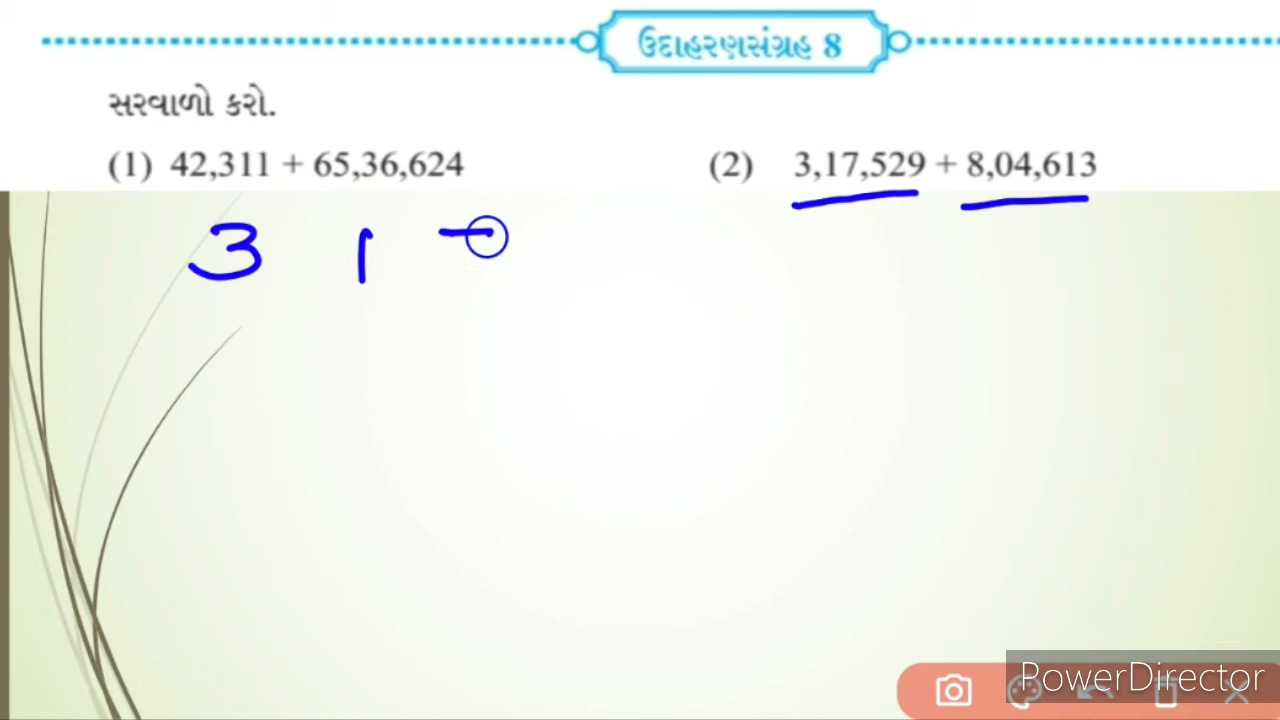 ઉદાહરણસંગ્રહ 8
સરવાળો કરો.
(1) 42,311 + 65,36,624 (2) 3,17,529 + 8,04,613
3 1
PowerDirector